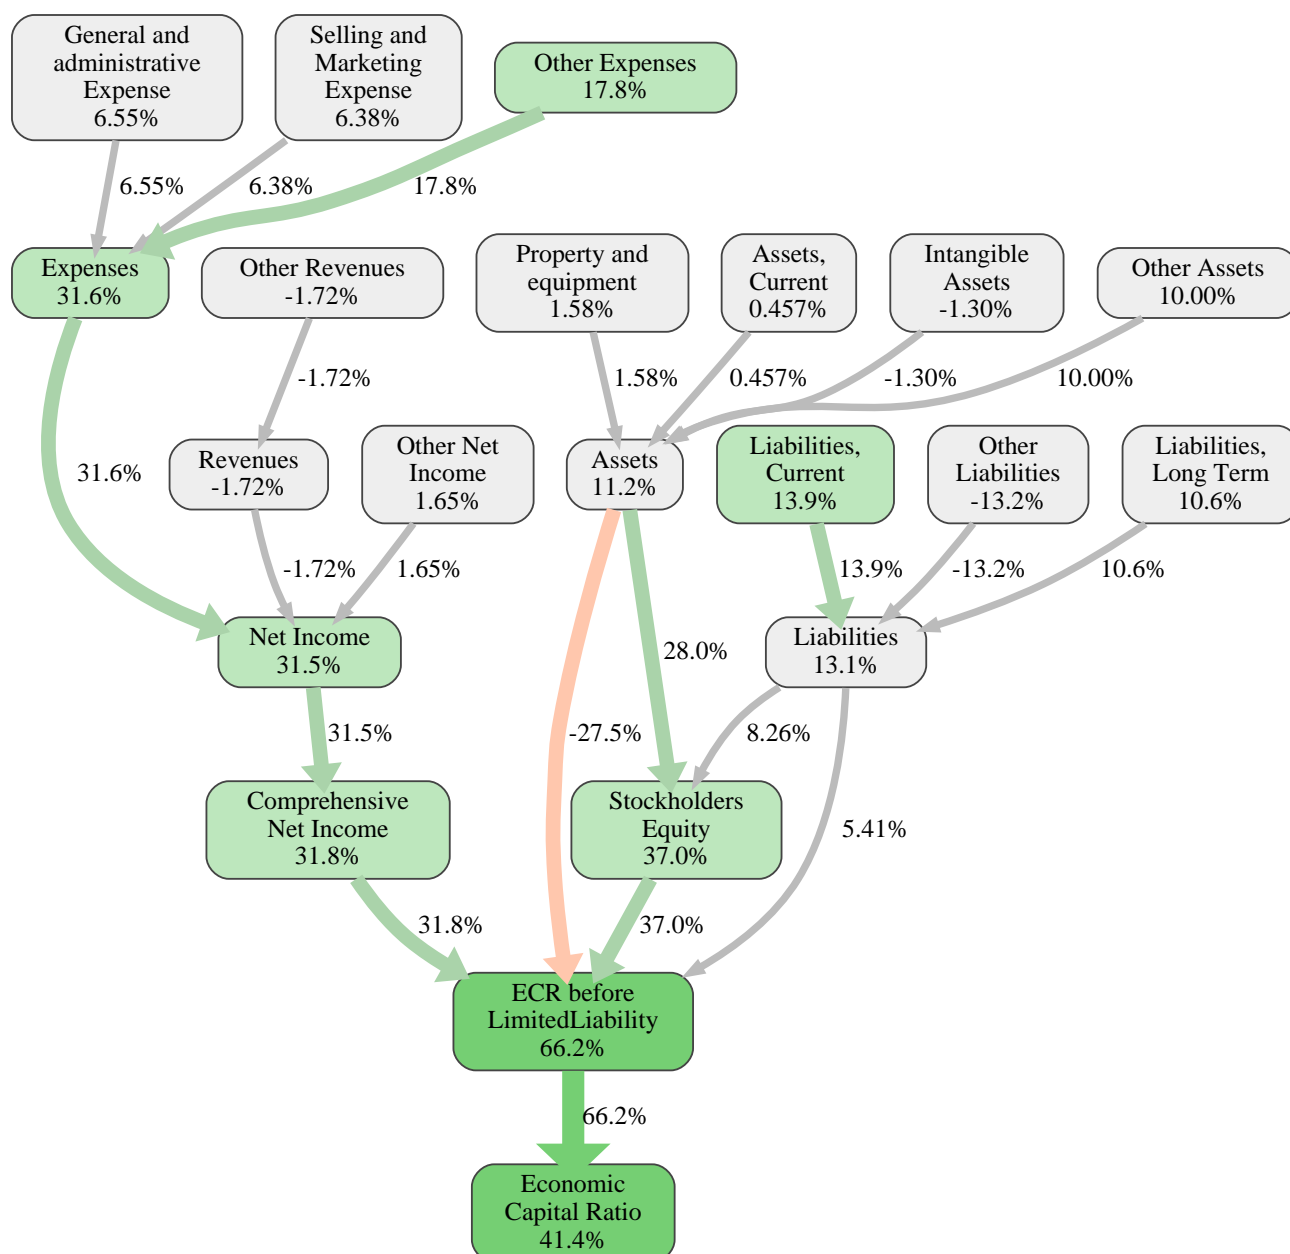 General and
administrative
Expense
6.55%
Selling and
Marketing
Expense
6.38%
Other Expenses
17.8%
6.55%
6.38%
17.8%
Expenses
31.6%
Other Revenues
-1.72%
Property and
equipment
1.58%
Assets,
Current
0.457%
Intangible
Assets
-1.30%
Other Assets
10.00%
-1.72%
1.58%
0.457%
-1.30%
10.00%
31.6%
Revenues
-1.72%
Other Net
Income
1.65%
Assets
11.2%
Liabilities,
Current
13.9%
Other
Liabilities
-13.2%
Liabilities,
Long Term
10.6%
-1.72%
1.65%
13.9%
-13.2%
10.6%
Net Income
31.5%
28.0%
Liabilities
13.1%
31.5%
-27.5%
8.26%
Comprehensive
Net Income
31.8%
Stockholders
Equity
37.0%
5.41%
31.8%
37.0%
ECR before
LimitedLiability
66.2%
66.2%
Economic
Capital Ratio
41.4%